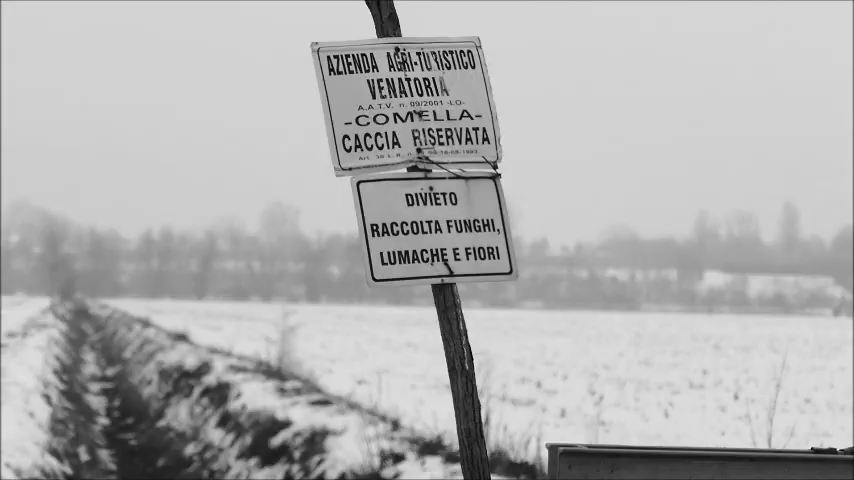 AZIENDA AGRI-TURISTICO
VENATORIA
A.A.T.V. n. 09/2001 -LO-
-COMELLA-
CACCIA RISERVATA
DIVIETO
RACCOLTA FUNGHI,
LUMACHE E FIORI